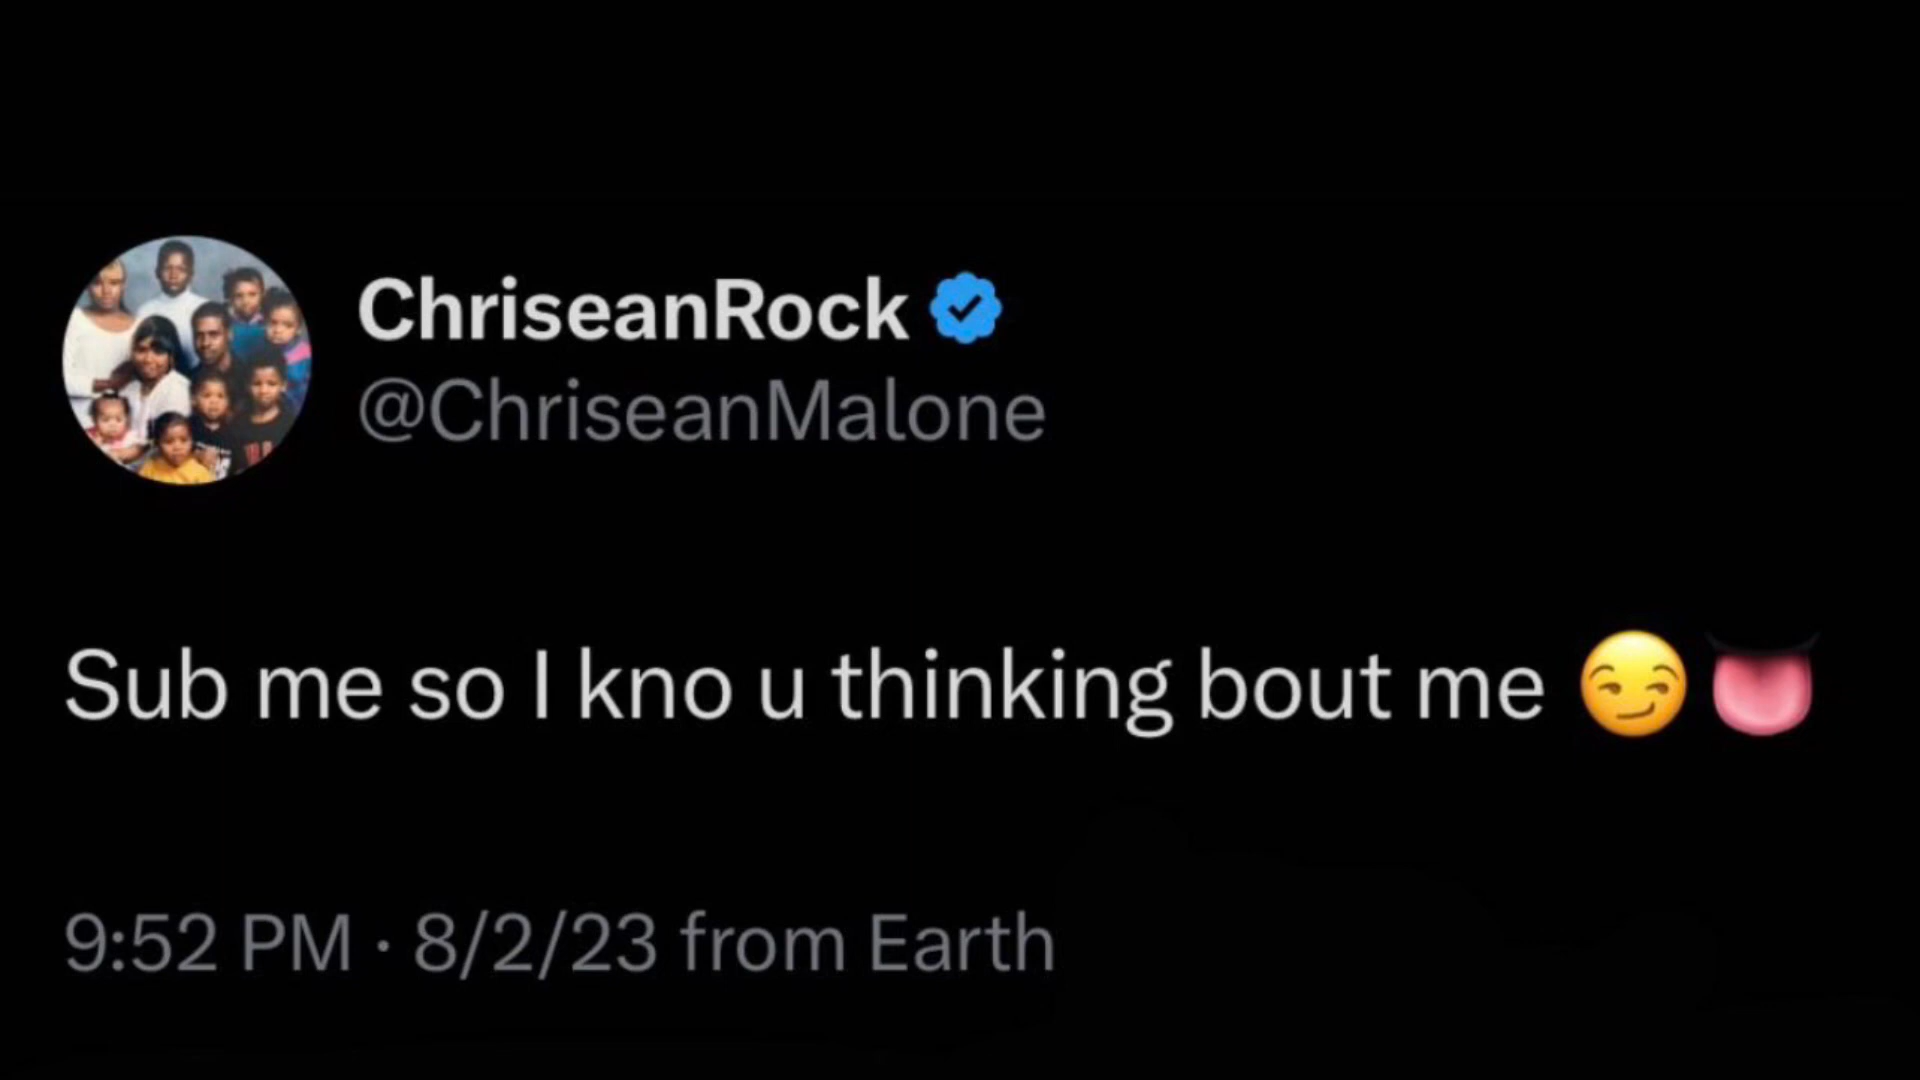 ChriseanRock
@ChriseanMalone
Sub me so I kno u thinking bout me 😏👅
9:52 PM · 8/2/23 from Earth